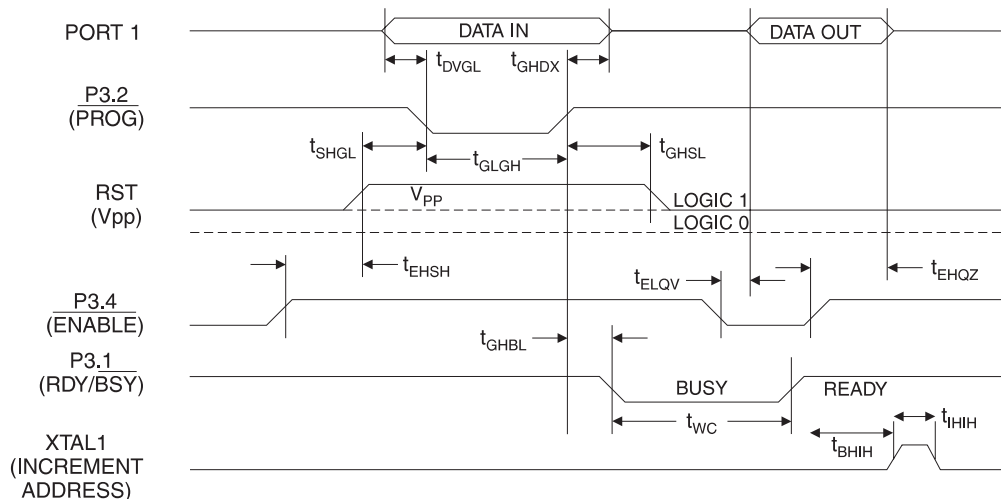 PORT 1
DATA IN
DATA OUT
tDVGL
tGHDX
P3.2
(PROG)
tSHGL
tGLGH
tGHSL
RST
(Vpp)
VPP
LOGIC 1
LOGIC 0
tEHSH
tELQV
tEHQZ
P3.4
(ENABLE)
tGHBL
P3.1
(RDY/BSY)
BUSY
READY
tWC
tBHIH
tIHIH
XTAL1
(INCREMENT
ADDRESS)